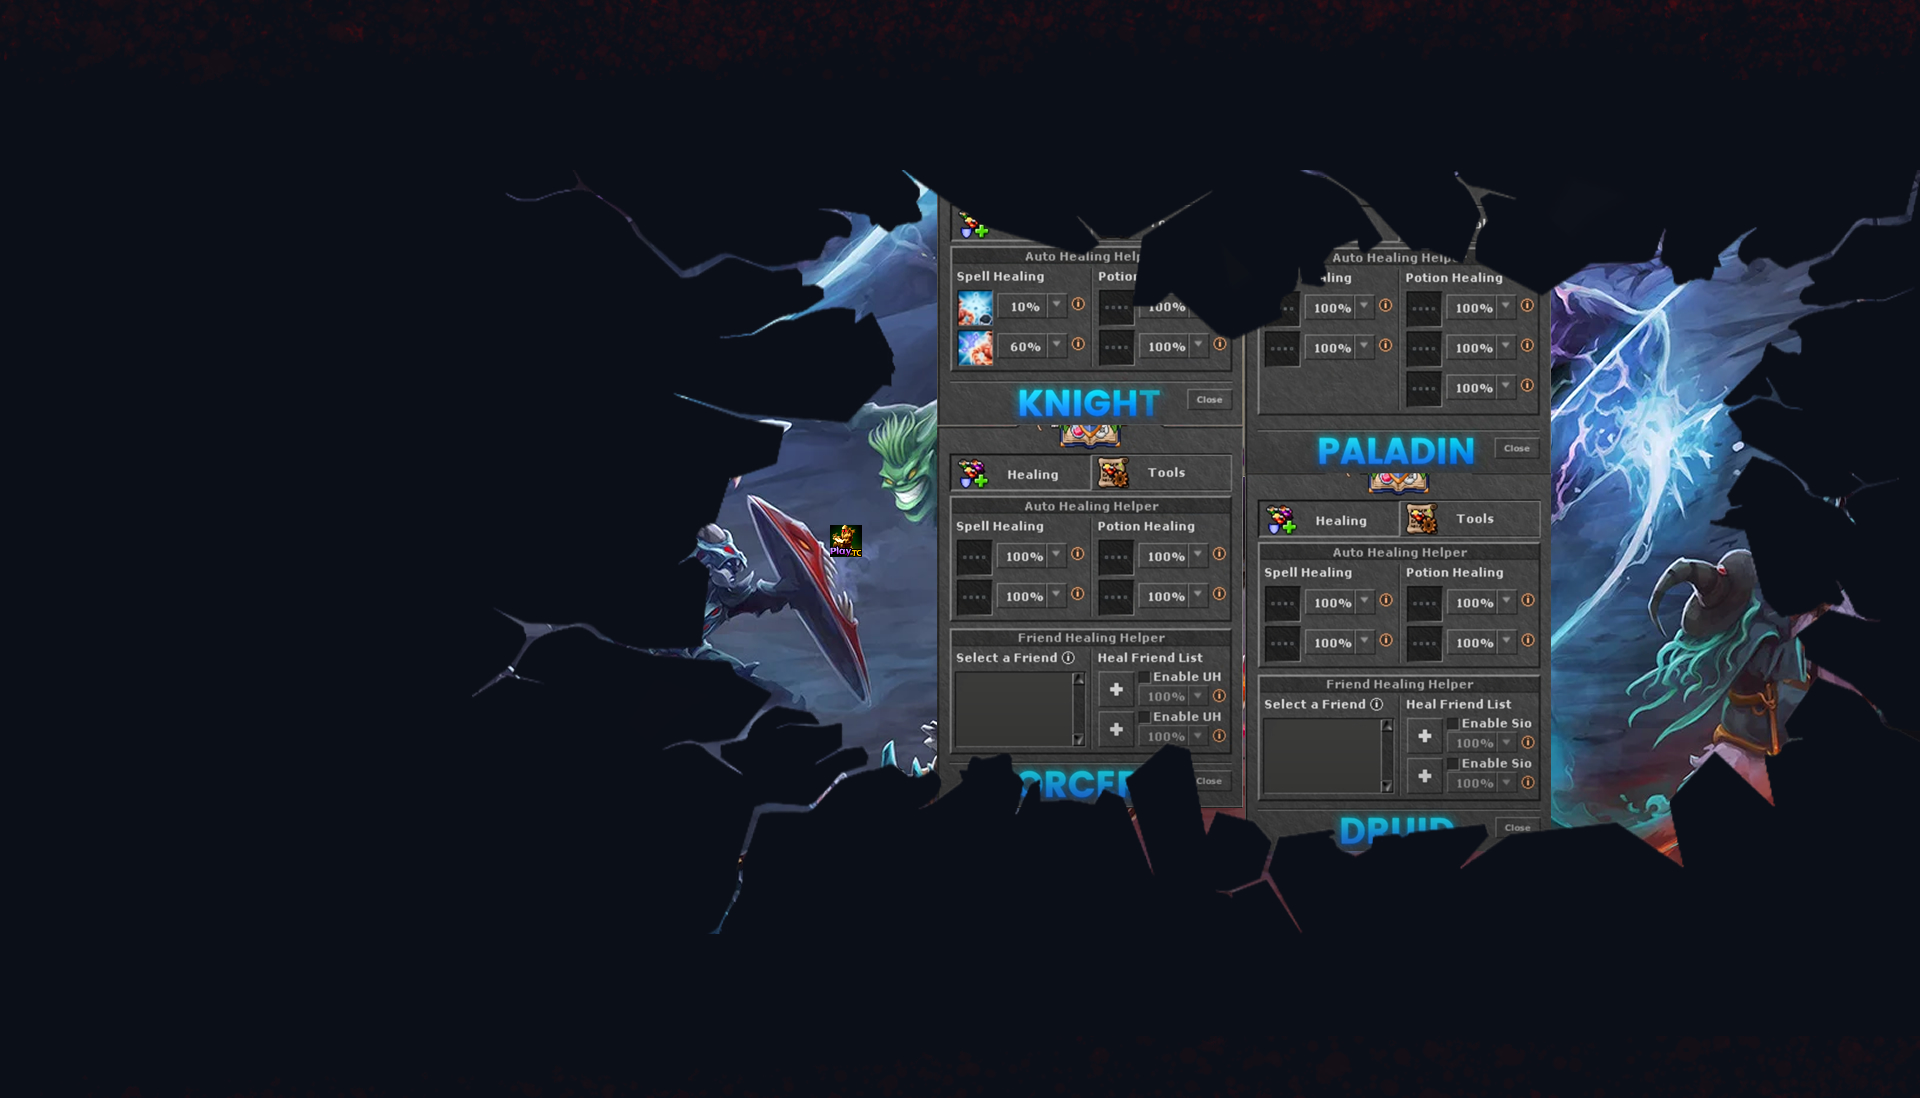 Auto Healing
Spell Healing
10%
100%
60%
100%
KNIGHT
Close
Auto Healing
Potion Healing
100%
100%
100%
100%
100%
PALADIN
Close
Healing
Tools
Auto Healing Helper
Spell Healing
Potion Healing
100%
100%
100%
100%
Friend Healing Helper
Select a Friend
Heal Friend List
Enable UH
100%
Enable UH
100%
Close
Healing
Tools
Auto Healing Helper
Spell Healing
Potion Healing
100%
100%
100%
100%
Friend Healing Helper
Select a Friend
Heal Friend List
Enable Sio
100%
Enable Sio
100%
DRUID
Close
Play.TC